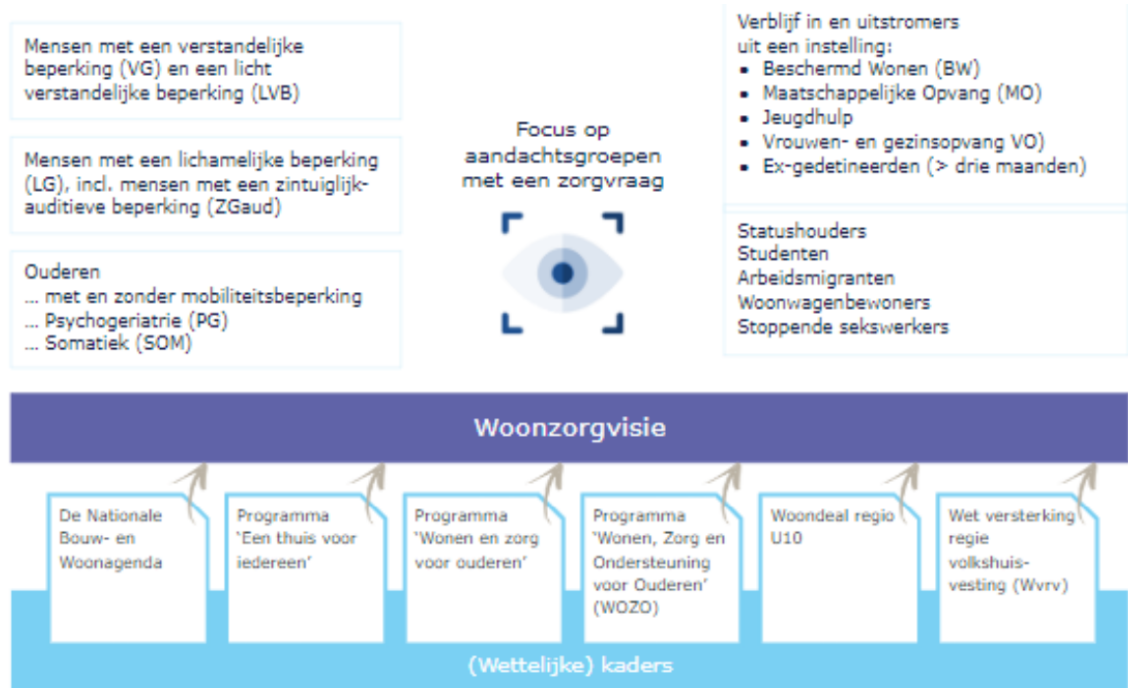 Mensen met een verstandelijke
beperking (VG) en een licht
verstandelijke beperking (LVB)
Mensen met een lichamelijke beperking
(LG), incl. mensen met een zintuiglijk-
auditieve beperking (ZGaud)
Ouderen
... met en zonder mobiliteitsbeperking
... Psychogeriatrie (PG)
... Somatiek (SOM)
Focus op
aandachtsgroepen
met een zorgvraag
Verblijf in en uitstromers
uit een instelling:
• Beschermd Wonen (BW)
• Maatschappelijke Opvang (MO)
• Jeugdhulp
• Vrouwen- en gezinsopvang VO)
• Ex-gedetineerden (> drie maanden)
Statushouders
Studenten
Arbeidsmigranten
Woonwagenbewoners
Stoppende sekswerkers
Woonzorgvisie
De Nationale
Bouw- en
Woonagenda
Programma
‘Een thuis voor
iedereen’
Programma
‘Wonen en zorg
voor ouderen’
Programma
‘Wonen, Zorg en
Ondersteuning
voor Ouderen’
(WOZO)
Woondeal regio
U10
Wet versterking
regie
volkshuis-
vesting (Wvrv)
(Wettelijke) kaders